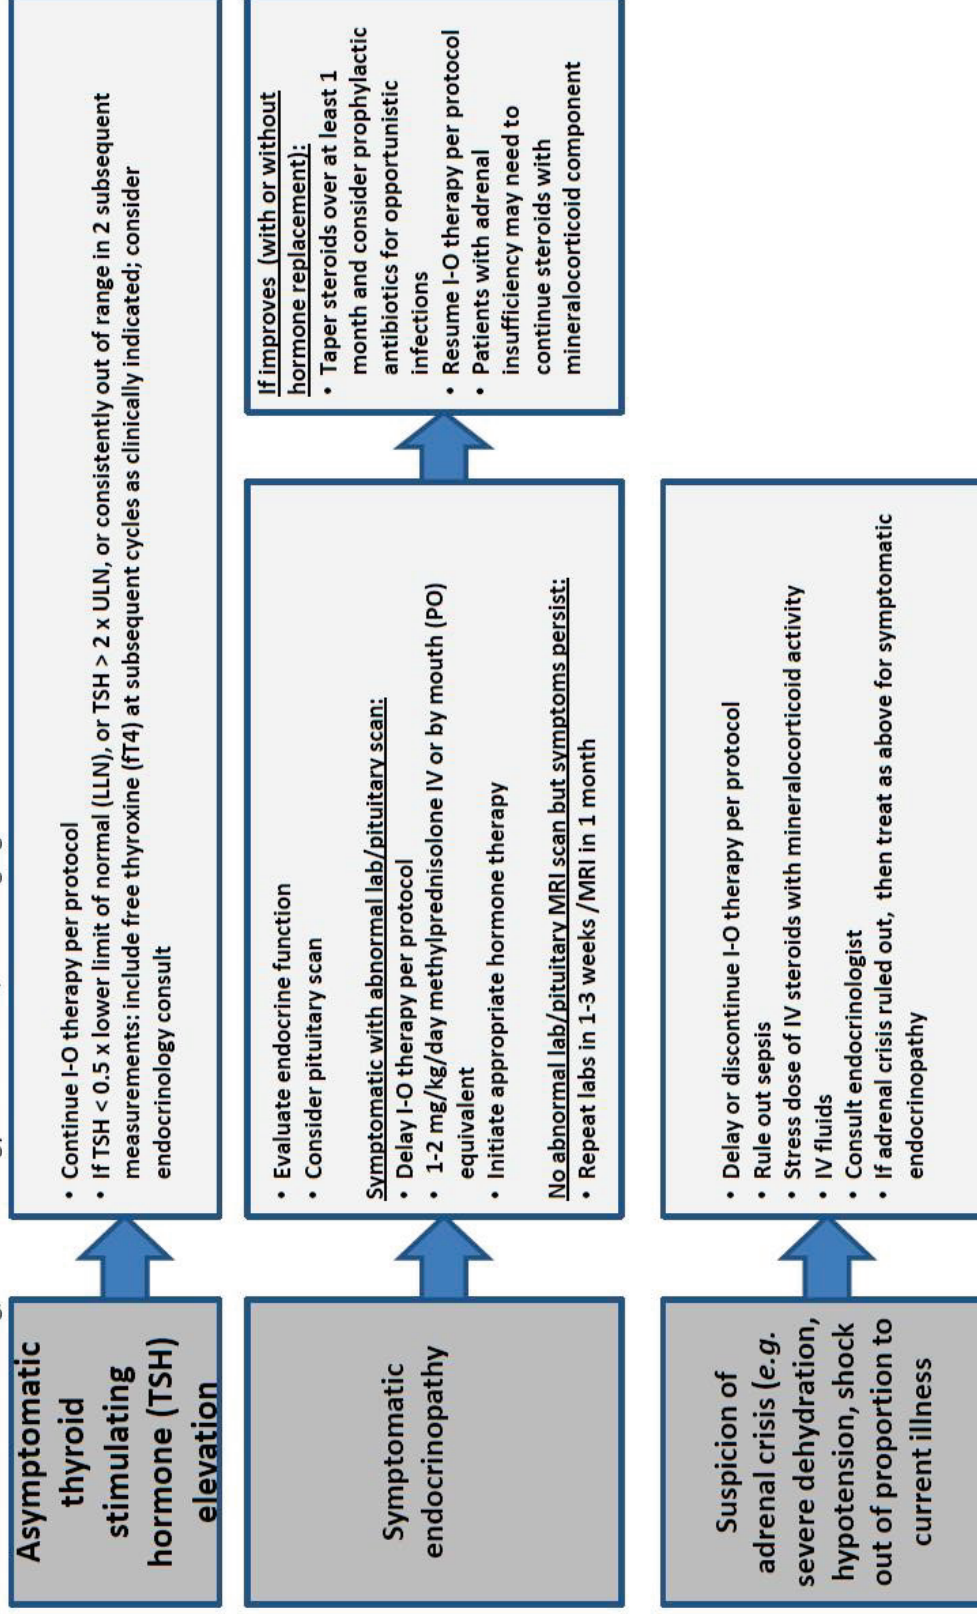 Asymptomatic
thyroid
stimulating
hormone (TSH)
elevation
• Continue I-O therapy per protocol
• If TSH < 0.5 x lower limit of normal (LLN), or TSH > 2 x ULN, or consistently out of range in 2 subsequent
measurements: include free thyroxine (fT4) at subsequent cycles as clinically indicated; consider
endocrinology consult
Symptomatic
endocrinopathy
• Evaluate endocrine function
• Consider pituitary scan
Symptomatic with abnormal lab/pituitary scan:
• Delay I-O therapy per protocol
• 1-2 mg/kg/day methylprednisolone IV or by mouth (PO)
equivalent
• Initiate appropriate hormone therapy
No abnormal lab/pituitary MRI scan but symptoms persist:
• Repeat labs in 1-3 weeks /MRI in 1 month
If improves (with or without
hormone replacement):
• Taper steroids over at least 1
month and consider prophylactic
antibiotics for opportunistic
infections
• Resume I-O therapy per protocol
• Patients with adrenal
insufficiency may need to
continue steroids with
mineralocorticoid component
Suspicion of
adrenal crisis (e.g.
severe dehydration,
hypotension, shock
out of proportion to
current illness
• Delay or discontinue I-O therapy per protocol
• Rule out sepsis
• Stress dose of IV steroids with mineralocorticoid activity
• IV fluids
• Consult endocrinologist
• If adrenal crisis ruled out, then treat as above for symptomatic
endocrinopathy